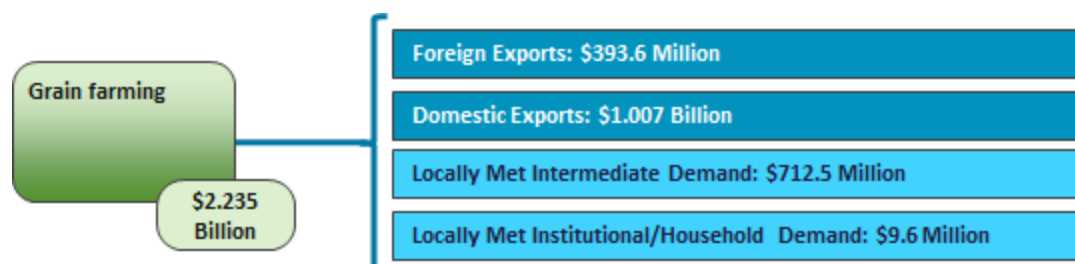 Grain farming
$2.235
Billion
Foreign Exports: $393.6 Million
Domestic Exports: $1.007 Billion
Locally Met Intermediate Demand: $712.5 Million
Locally Met Institutional/Household Demand: $9.6 Million